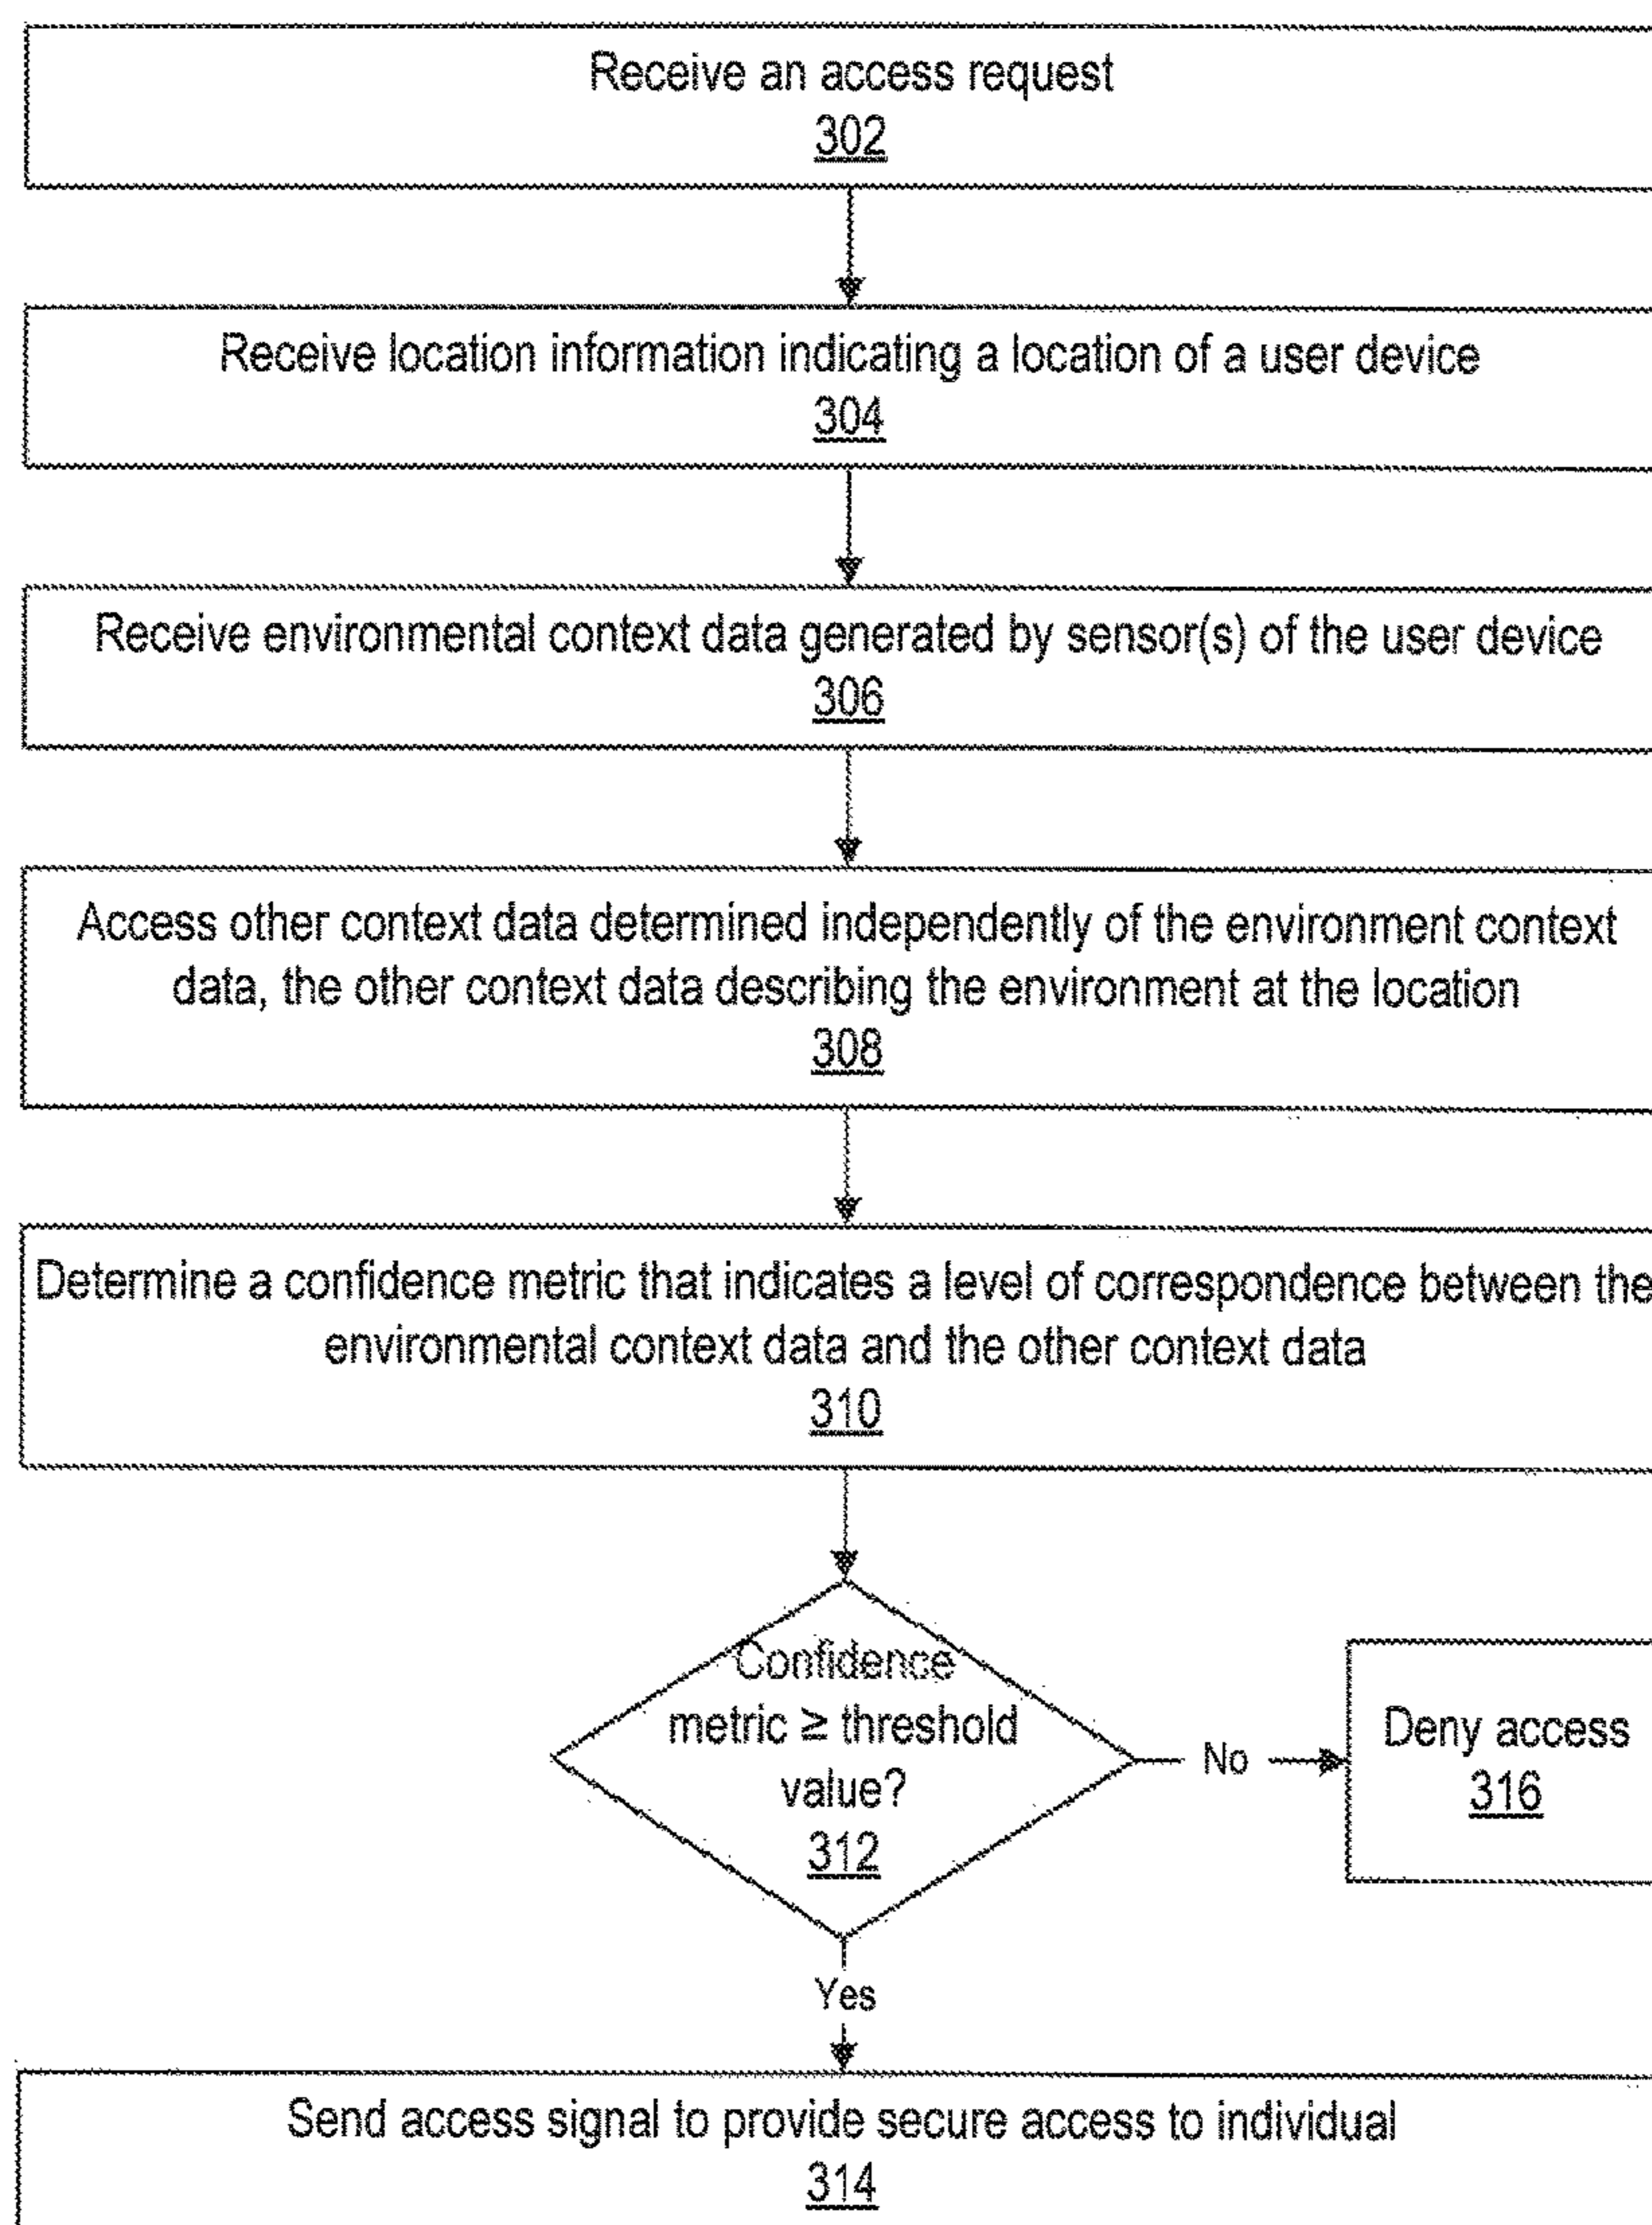 Receive an access request
302
Receive location information indicating a location of a user device
304
Receive environmental context data generated by sensor(s) of the user device
306
Access other context data determined independently of the environment context
data, the other context data describing the environment at the location
308
Determine a confidence metric that indicates a level of correspondence between the
environmental context data and the other context data
310
Confidence
metric ≥ threshold
value?
312
No
Deny access
316
Yes
Send access signal to provide secure access to individual
314